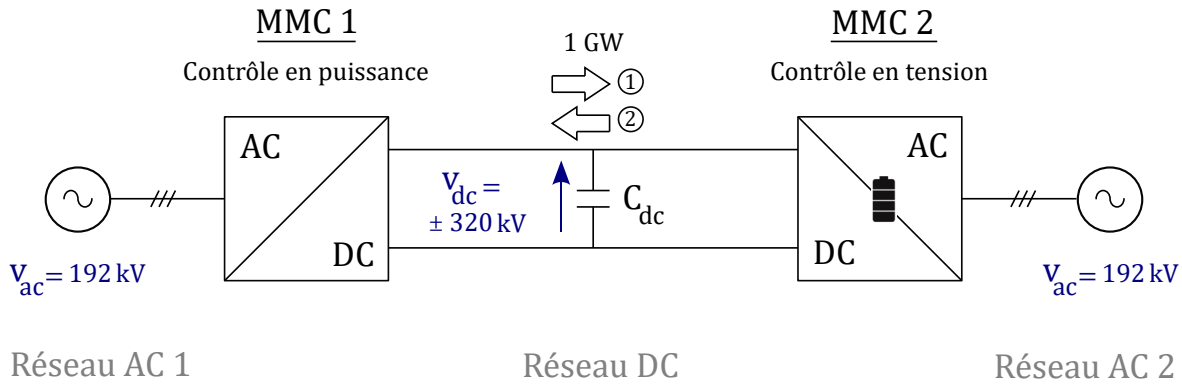 MMC 1
Contrôle en puissance
1 GW
①
②
MMC 2
Contrôle en tension
AC
DC
V_dc =
± 320 kV
C_dc
AC
DC
V_ac = 192 kV
V_ac = 192 kV
Réseau AC 1
Réseau DC
Réseau AC 2